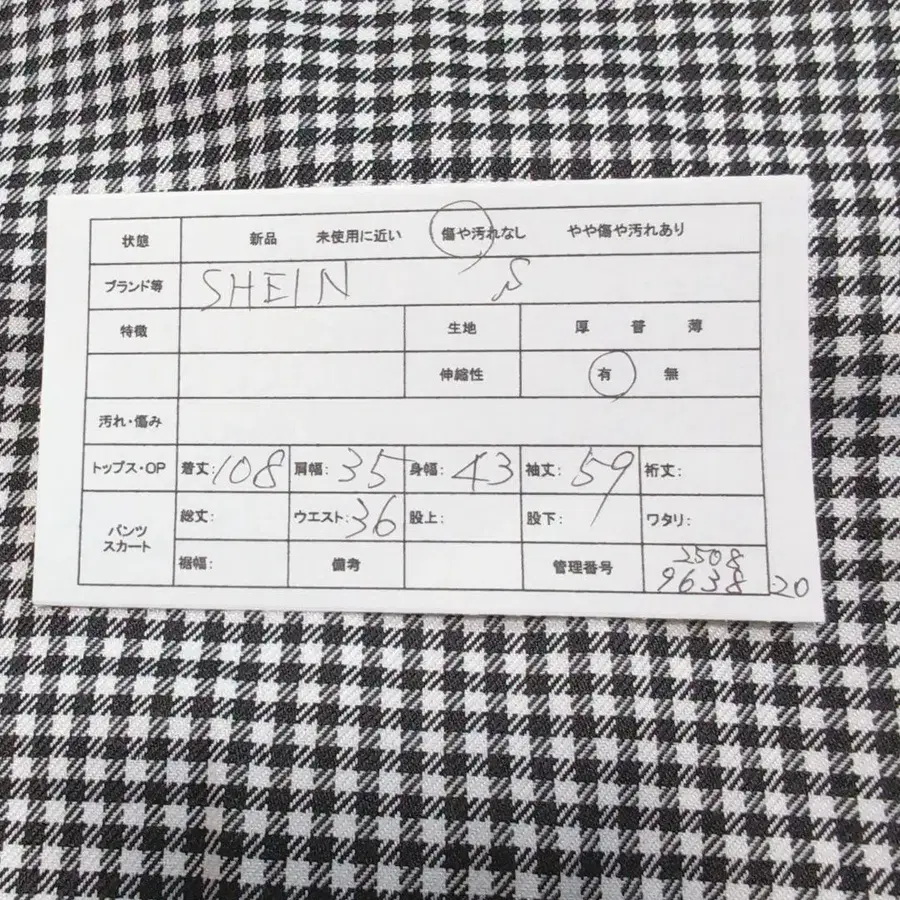 状態 新品 未使用に近い 傷や汚れなし やや傷や汚れあり
ブランド等 SHEIN S
特徴 生地 厚 普 薄
伸縮性 有 無
汚れ・傷み
トップス・OP 着丈:108 肩幅:35 身幅:43 袖丈:59 裄丈:
パンツ 総丈: ウエスト:36 股上: 股下: ワタリ:
スカート
裾幅: 備考 管理番号 2508
9638 20